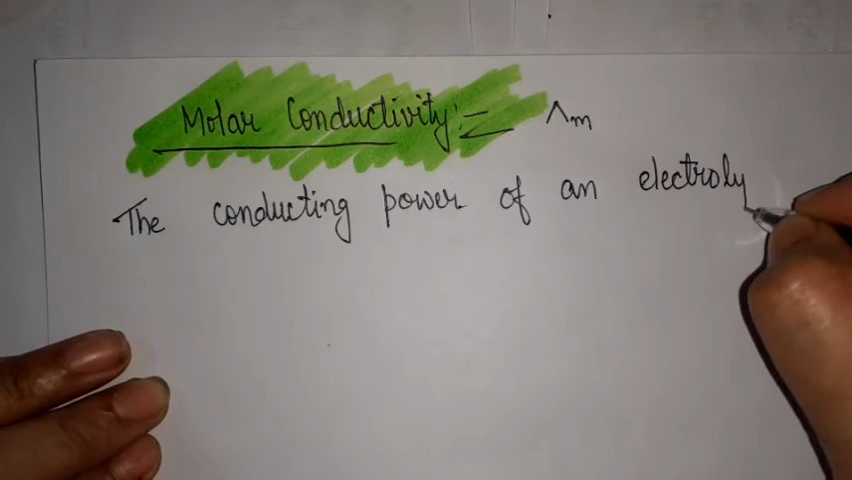 Molar Conductivity:- Λm
The conducting power of an electroly